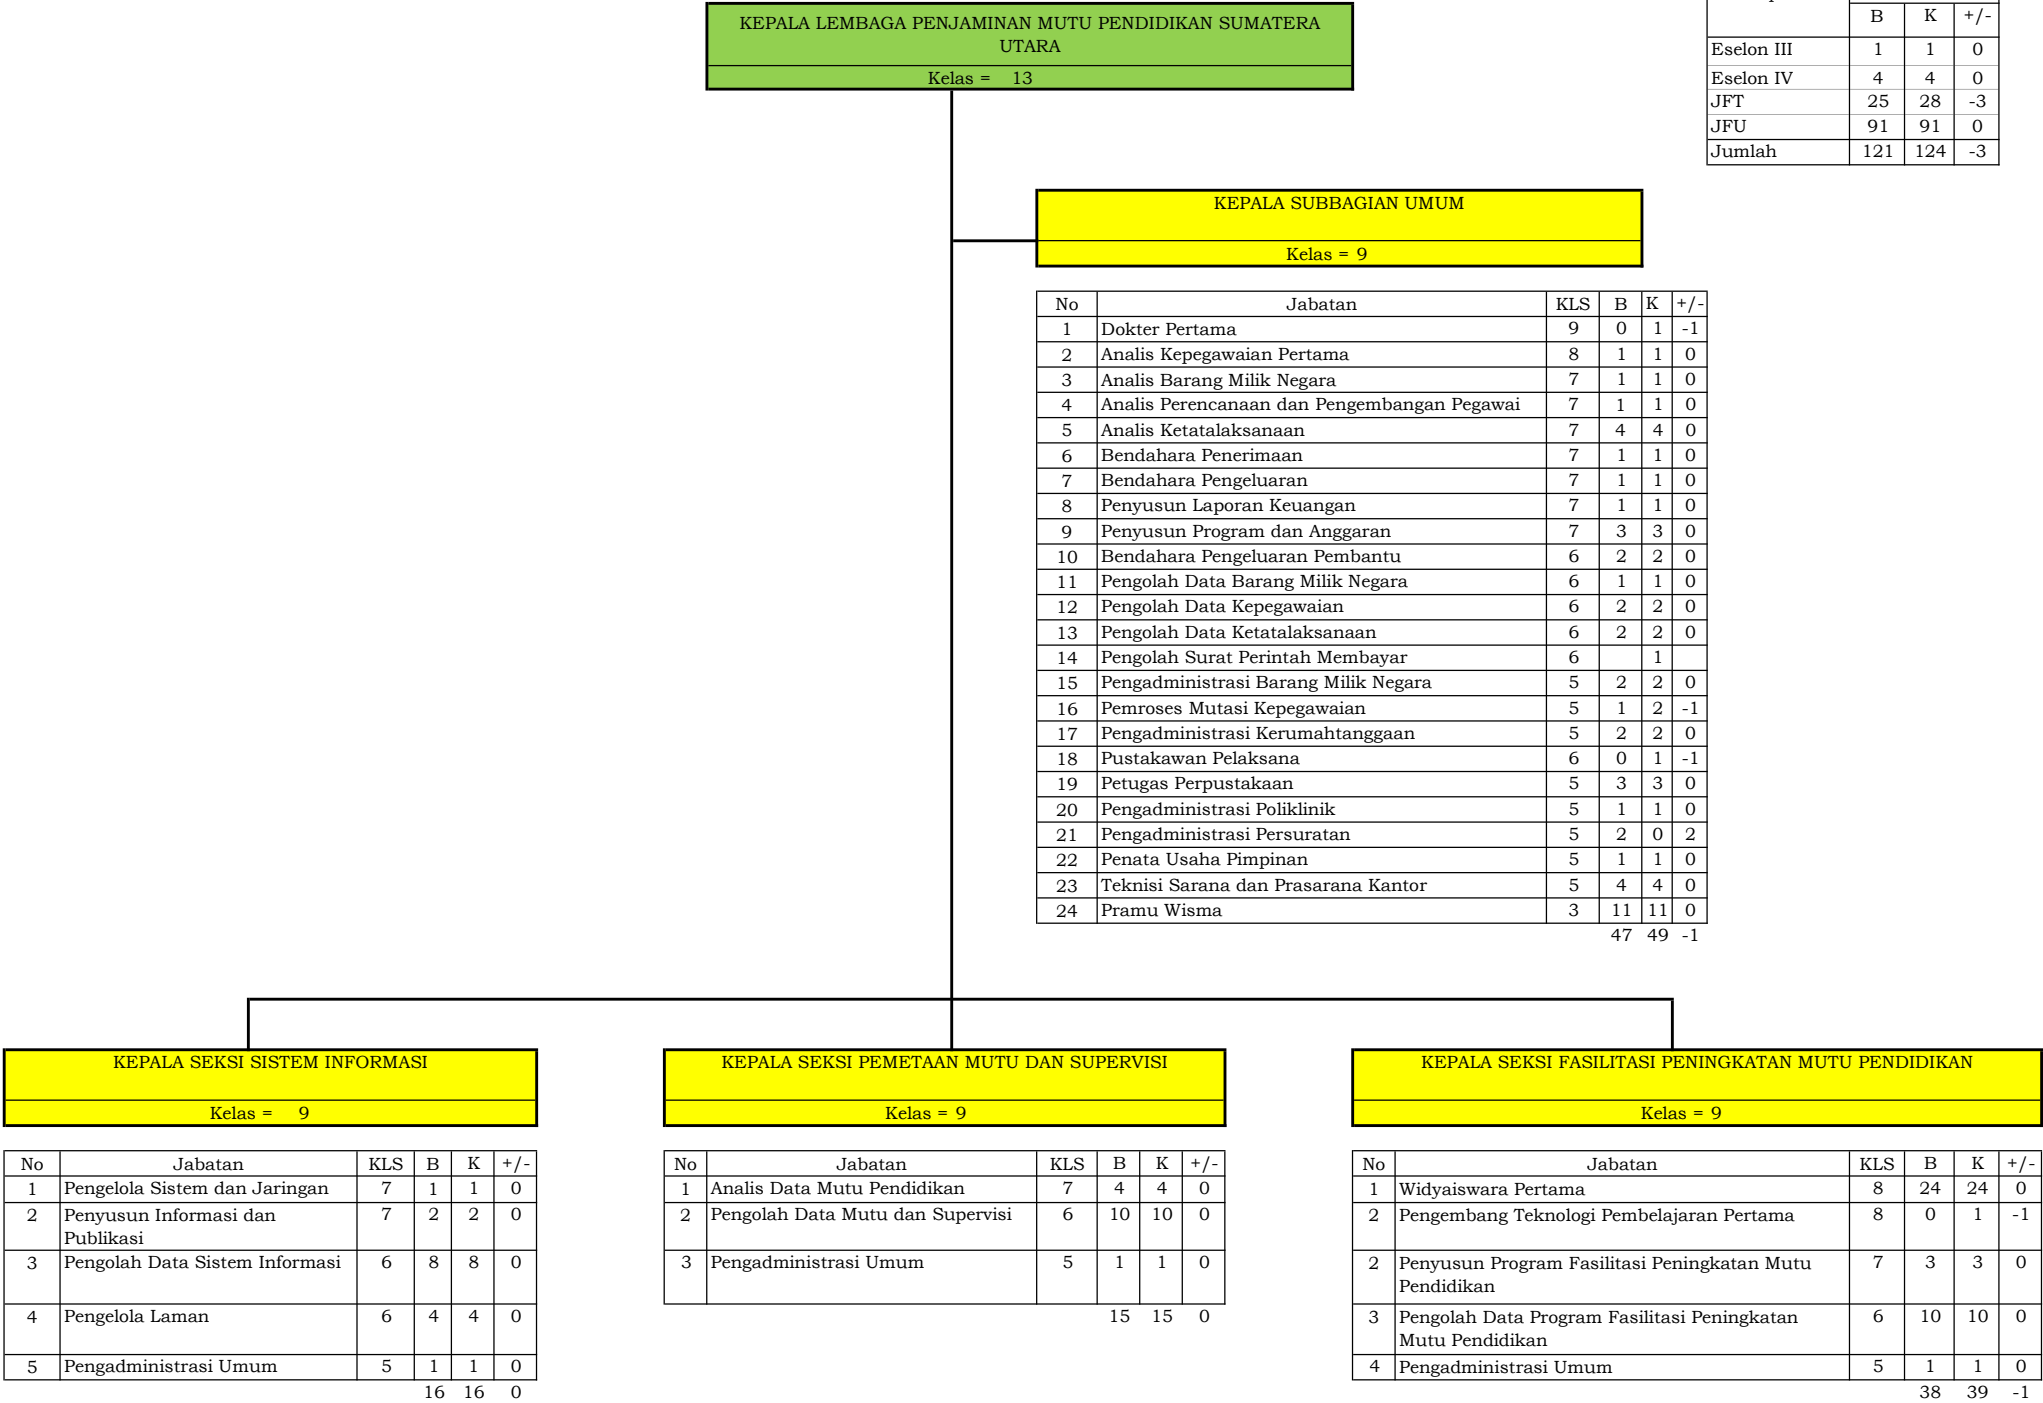 KEPALA LEMBAGA PENJAMINAN MUTU PENDIDIKAN SUMATERA
UTARA
Kelas = 13
B K +/-
Eselon III 1 1 0
Eselon IV 4 4 0
JFT 25 28 -3
JFU 91 91 0
Jumlah 121 124 -3
KEPALA SUBBAGIAN UMUM
Kelas = 9
No Jabatan KLS B K +/-
1 Dokter Pertama 9 0 1 -1
2 Analis Kepegawaian Pertama 8 1 1 0
3 Analis Barang Milik Negara 7 1 1 0
4 Analis Perencanaan dan Pengembangan Pegawai 7 1 1 0
5 Analis Ketatalaksanaan 7 4 4 0
6 Bendahara Penerimaan 7 1 1 0
7 Bendahara Pengeluaran 7 1 1 0
8 Penyusun Laporan Keuangan 7 1 1 0
9 Penyusun Program dan Anggaran 7 3 3 0
10 Bendahara Pengeluaran Pembantu 6 2 2 0
11 Pengolah Data Barang Milik Negara 6 1 1 0
12 Pengolah Data Kepegawaian 6 2 2 0
13 Pengolah Data Ketatalaksanaan 6 2 2 0
14 Pengolah Surat Perintah Membayar 6 1
15 Pengadministrasi Barang Milik Negara 5 2 2 0
16 Pemroses Mutasi Kepegawaian 5 1 2 -1
17 Pengadministrasi Kerumahtanggaan 5 2 2 0
18 Pustakawan Pelaksana 6 0 1 -1
19 Petugas Perpustakaan 5 3 3 0
20 Pengadministrasi Poliklinik 5 1 1 0
21 Pengadministrasi Persuratan 5 2 0 2
22 Penata Usaha Pimpinan 5 1 1 0
23 Teknisi Sarana dan Prasarana Kantor 5 4 4 0
24 Pramu Wisma 3 11 11 0
47 49 -1
KEPALA SEKSI SISTEM INFORMASI
Kelas = 9
No Jabatan KLS B K +/-
1 Pengelola Sistem dan Jaringan 7 1 1 0
2 Penyusun Informasi dan 7 2 2 0
Publikasi
3 Pengolah Data Sistem Informasi 6 8 8 0
4 Pengelola Laman 6 4 4 0
5 Pengadministrasi Umum 5 1 1 0
16 16 0
KEPALA SEKSI PEMETAAN MUTU DAN SUPERVISI
Kelas = 9
No Jabatan KLS B K +/-
1 Analis Data Mutu Pendidikan 7 4 4 0
2 Pengolah Data Mutu dan Supervisi 6 10 10 0
3 Pengadministrasi Umum 5 1 1 0
15 15 0
KEPALA SEKSI FASILITASI PENINGKATAN MUTU PENDIDIKAN
Kelas = 9
No Jabatan KLS B K +/-
1 Widyaiswara Pertama 8 24 24 0
2 Pengembang Teknologi Pembelajaran Pertama 8 0 1 -1
2 Penyusun Program Fasilitasi Peningkatan Mutu 7 3 3 0
Pendidikan
3 Pengolah Data Program Fasilitasi Peningkatan 6 10 10 0
Mutu Pendidikan
4 Pengadministrasi Umum 5 1 1 0
38 39 -1